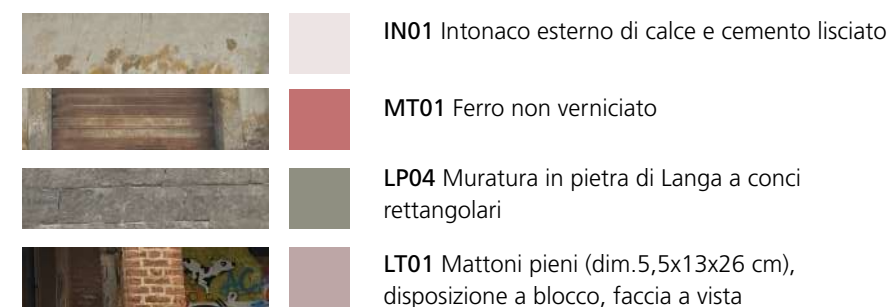 IN01 Intonaco esterno di calce e cemento lisciato
MT01 Ferro non verniciato
LP04 Muratura in pietra di Langa a conci
rettangolari
LT01 Mattoni pieni (dim.5,5x13x26 cm),
disposizione a blocco, faccia a vista